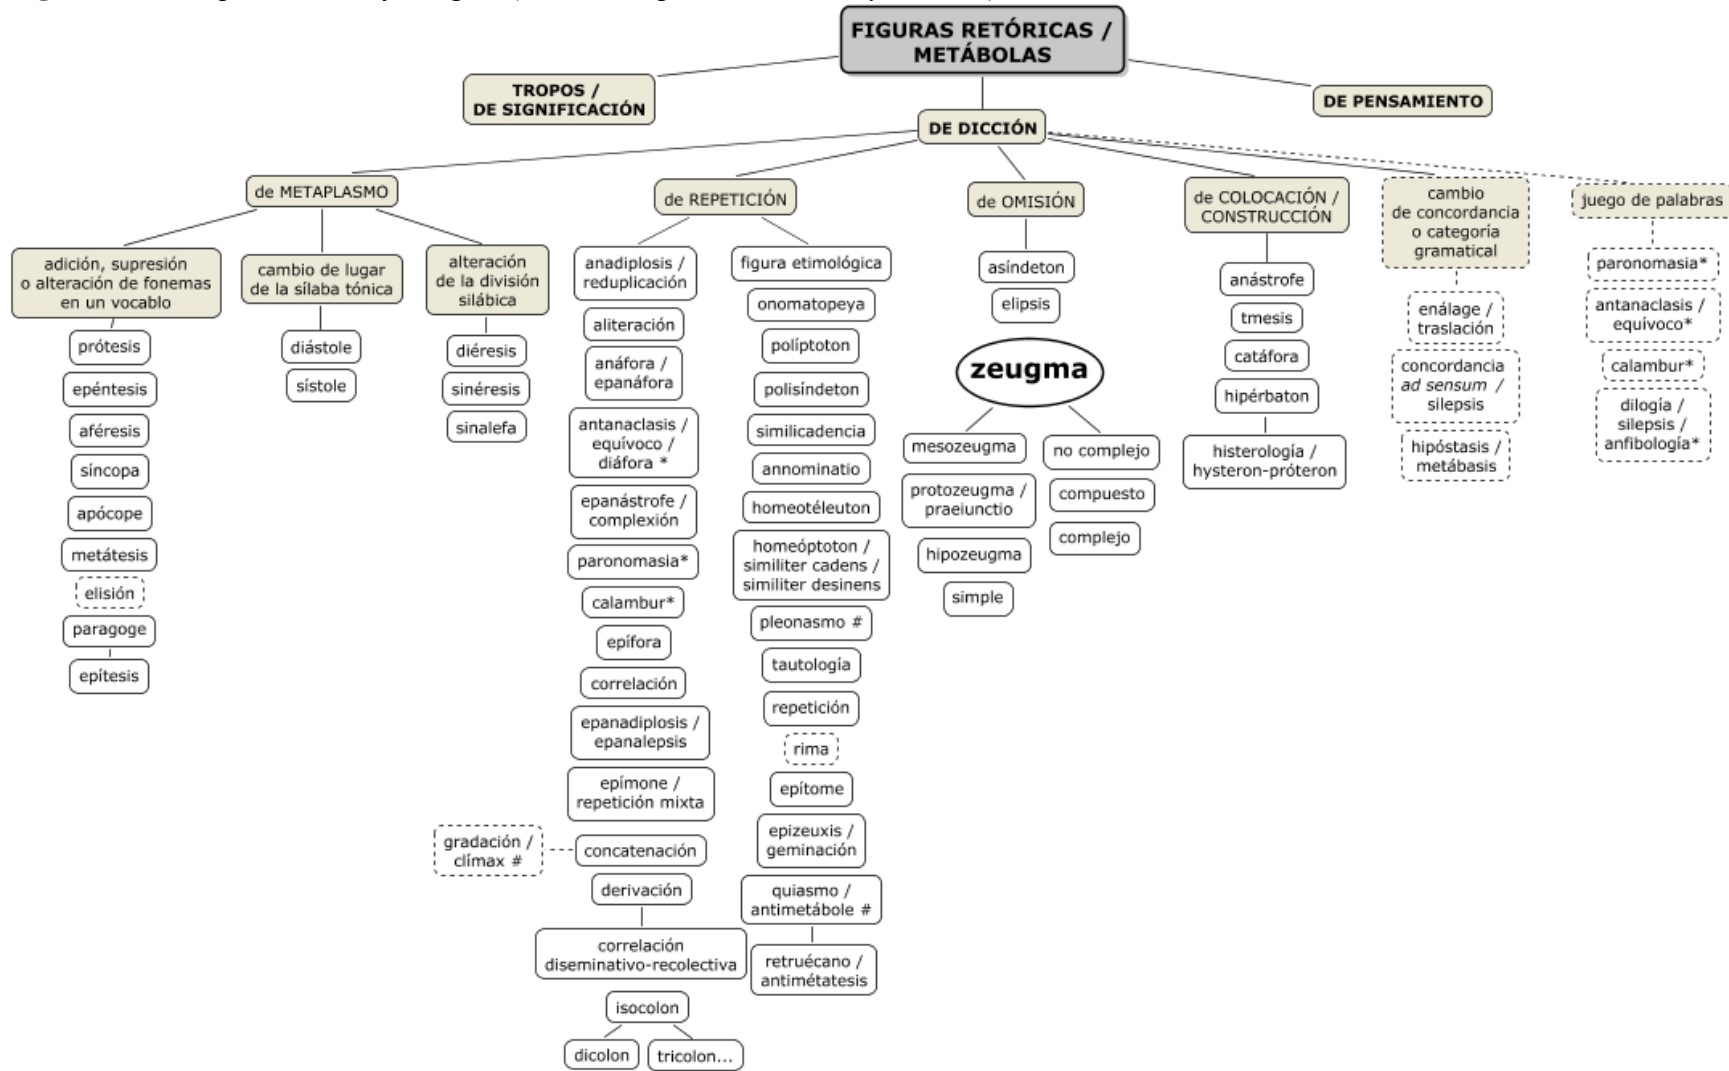 FIGURAS RETÓRICAS /
METÁBOLAS
TROPOS /
DE SIGNIFICACIÓN
DE DICCIÓN
DE PENSAMIENTO
de METAPLASMO
adición, supresión
o alteración de fonemas
en un vocablo
prótesis
epéntesis
aféresis
síncopa
apócope
metátesis
elisión
paragoge
epítesis
cambio de lugar
de la sílaba tónica
diástole
sístole
alteración
de la división
silábica
diéresis
sinéresis
sinalefa
de REPETICIÓN
anadiplosis /
reduplicación
aliteración
anáfora /
epanáfora
antanaclasis /
equívoco /
diáfora *
epanástrofe /
complexión
paronomasia*
calambur*
epífora
correlación
epanadiplosis /
epanalepsis
epímone /
repetición mixta
gradación /
clímax #
concatenación
derivación
correlación
diseminativo-recolectiva
isocolon
dicolon
tricolon...
figura etimológica
onomatopeya
políptoton
polisíndeton
similicadencia
annominatio
homeotéleuton
homeóptoton /
similiter cadens /
similiter desinens
pleonasmo #
tautología
repetición
rima
epítome
epizeuxis /
geminación
quiasmo /
antimetábole #
retruécano /
antimétatesis
de OMISIÓN
asíndeton
elipsis
zeugma
mesozeugma
protozeugma /
praeiunctio
hipozeugma
simple
no complejo
compuesto
complejo
de COLOCACIÓN /
CONSTRUCCIÓN
anástrofe
tmesis
catáfora
hipérbaton
histerología /
hysteron-próteron
cambio
de concordancia
o categoría
gramatical
enálage /
traslación
concordancia
ad sensum /
silepsis
hipóstasis /
metábasis
juego de palabras
paronomasia*
antanaclasis /
equívoco*
calambur*
dilogía /
silepsis /
anfibología*